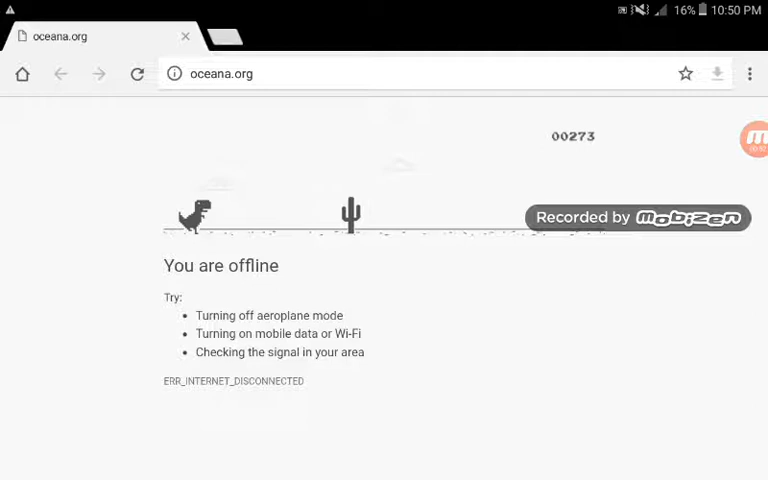 16% 10:50 PM
oceana.org
oceana.org
00273
Recorded by mobizen
You are offline
Try:
Turning off aeroplane mode
Turning on mobile data or Wi-Fi
Checking the signal in your area
ERR_INTERNET_DISCONNECTED